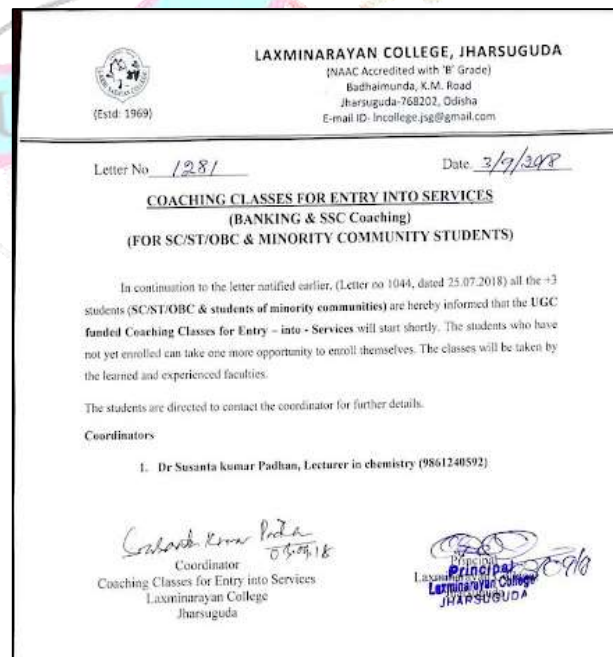 LAXMINARAYAN COLLEGE, JHARSUGUDA
(NAAC Accredited with 'B' Grade)
Badhaimunda, K.M. Road
Jharsuguda-768202, Odisha
E-mail ID- lncollege.jsg@gmail.com
(Estd: 1969)
Letter No 1281
Date 3/9/2018
COACHING CLASSES FOR ENTRY INTO SERVICES
(BANKING & SSC Coaching)
(FOR SC/ST/OBC & MINORITY COMMUNITY STUDENTS)
In continuation to the letter notified earlier, (Letter no 1044, dated 25.07.2018) all the +3
students (SC/ST/OBC & students of minority communities) are hereby informed that the UGC
funded Coaching Classes for Entry – into - Services will start shortly. The students who have
not yet enrolled can take one more opportunity to enroll themselves. The classes will be taken by
the learned and experienced faculties.
The students are directed to contact the coordinator for further details.
Coordinators
1. Dr Susanta kumar Padhan, Lecturer in chemistry (9861240592)
03.09.18
Coordinator
Coaching Classes for Entry into Services
Laxminarayan College
Jharsuguda
Principal
Principal
Laxminarayan College
JHARSUGUDA